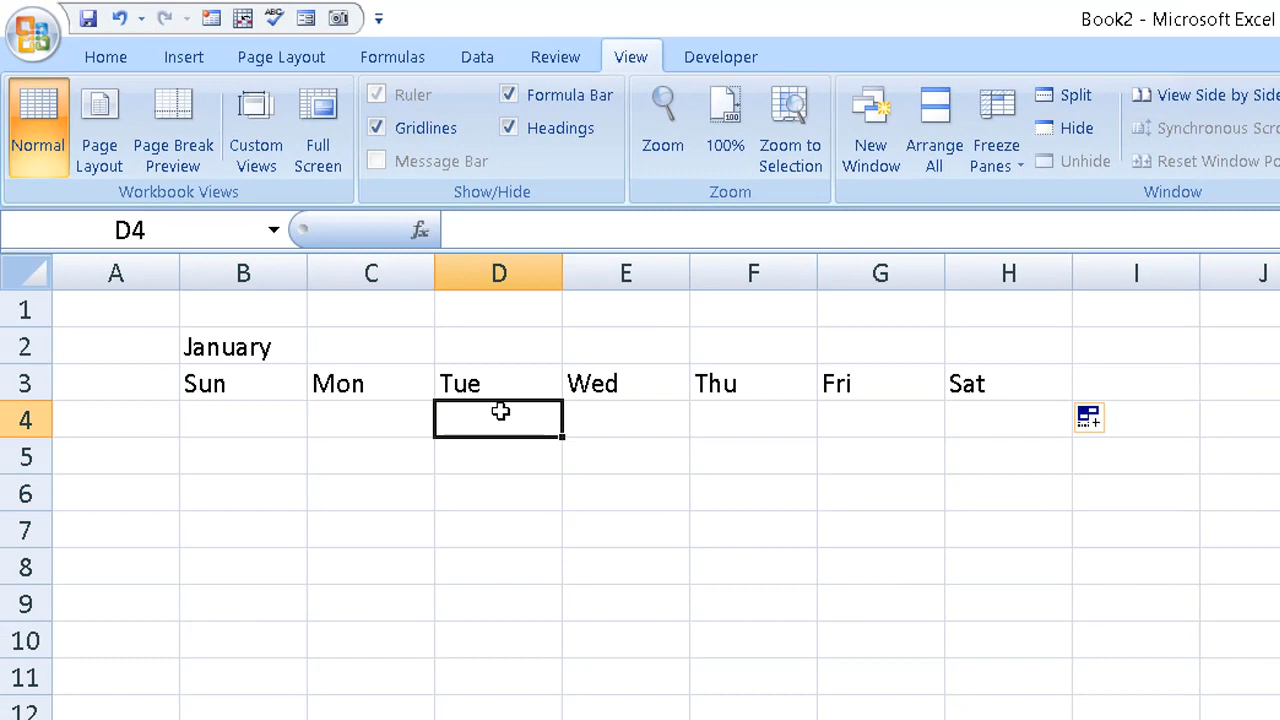 Book2 - Microsoft Excel
Home Insert Page Layout Formulas Data Review View Developer
Normal
Page Layout
Page Break Preview
Custom Views
Full Screen
Workbook Views
Ruler
Formula Bar
Gridlines
Headings
Message Bar
Show/Hide
Zoom
100%
Zoom to Selection
Zoom
New Window
Arrange All
Freeze Panes
Split
Hide
Unhide
View Side by Side
Synchronous Scro
Reset Window Po
Window
D4
fx
A B C D E F G H I J
1
2 January
3 Sun Mon Tue Wed Thu Fri Sat
4
5
6
7
8
9
10
11
12